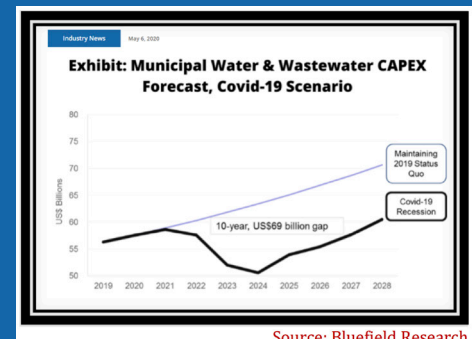 Industry News May 6, 2020
Exhibit: Municipal Water & Wastewater CAPEX
Forecast, Covid-19 Scenario
80
75
70
65
60
55
50
US$ Billions
Maintaining
2019 Status
Quo
Covid-19
Recession
10-year, US$69 billion gap
2019 2020 2021 2022 2023 2024 2025 2026 2027 2028
Source: Bluefield Research